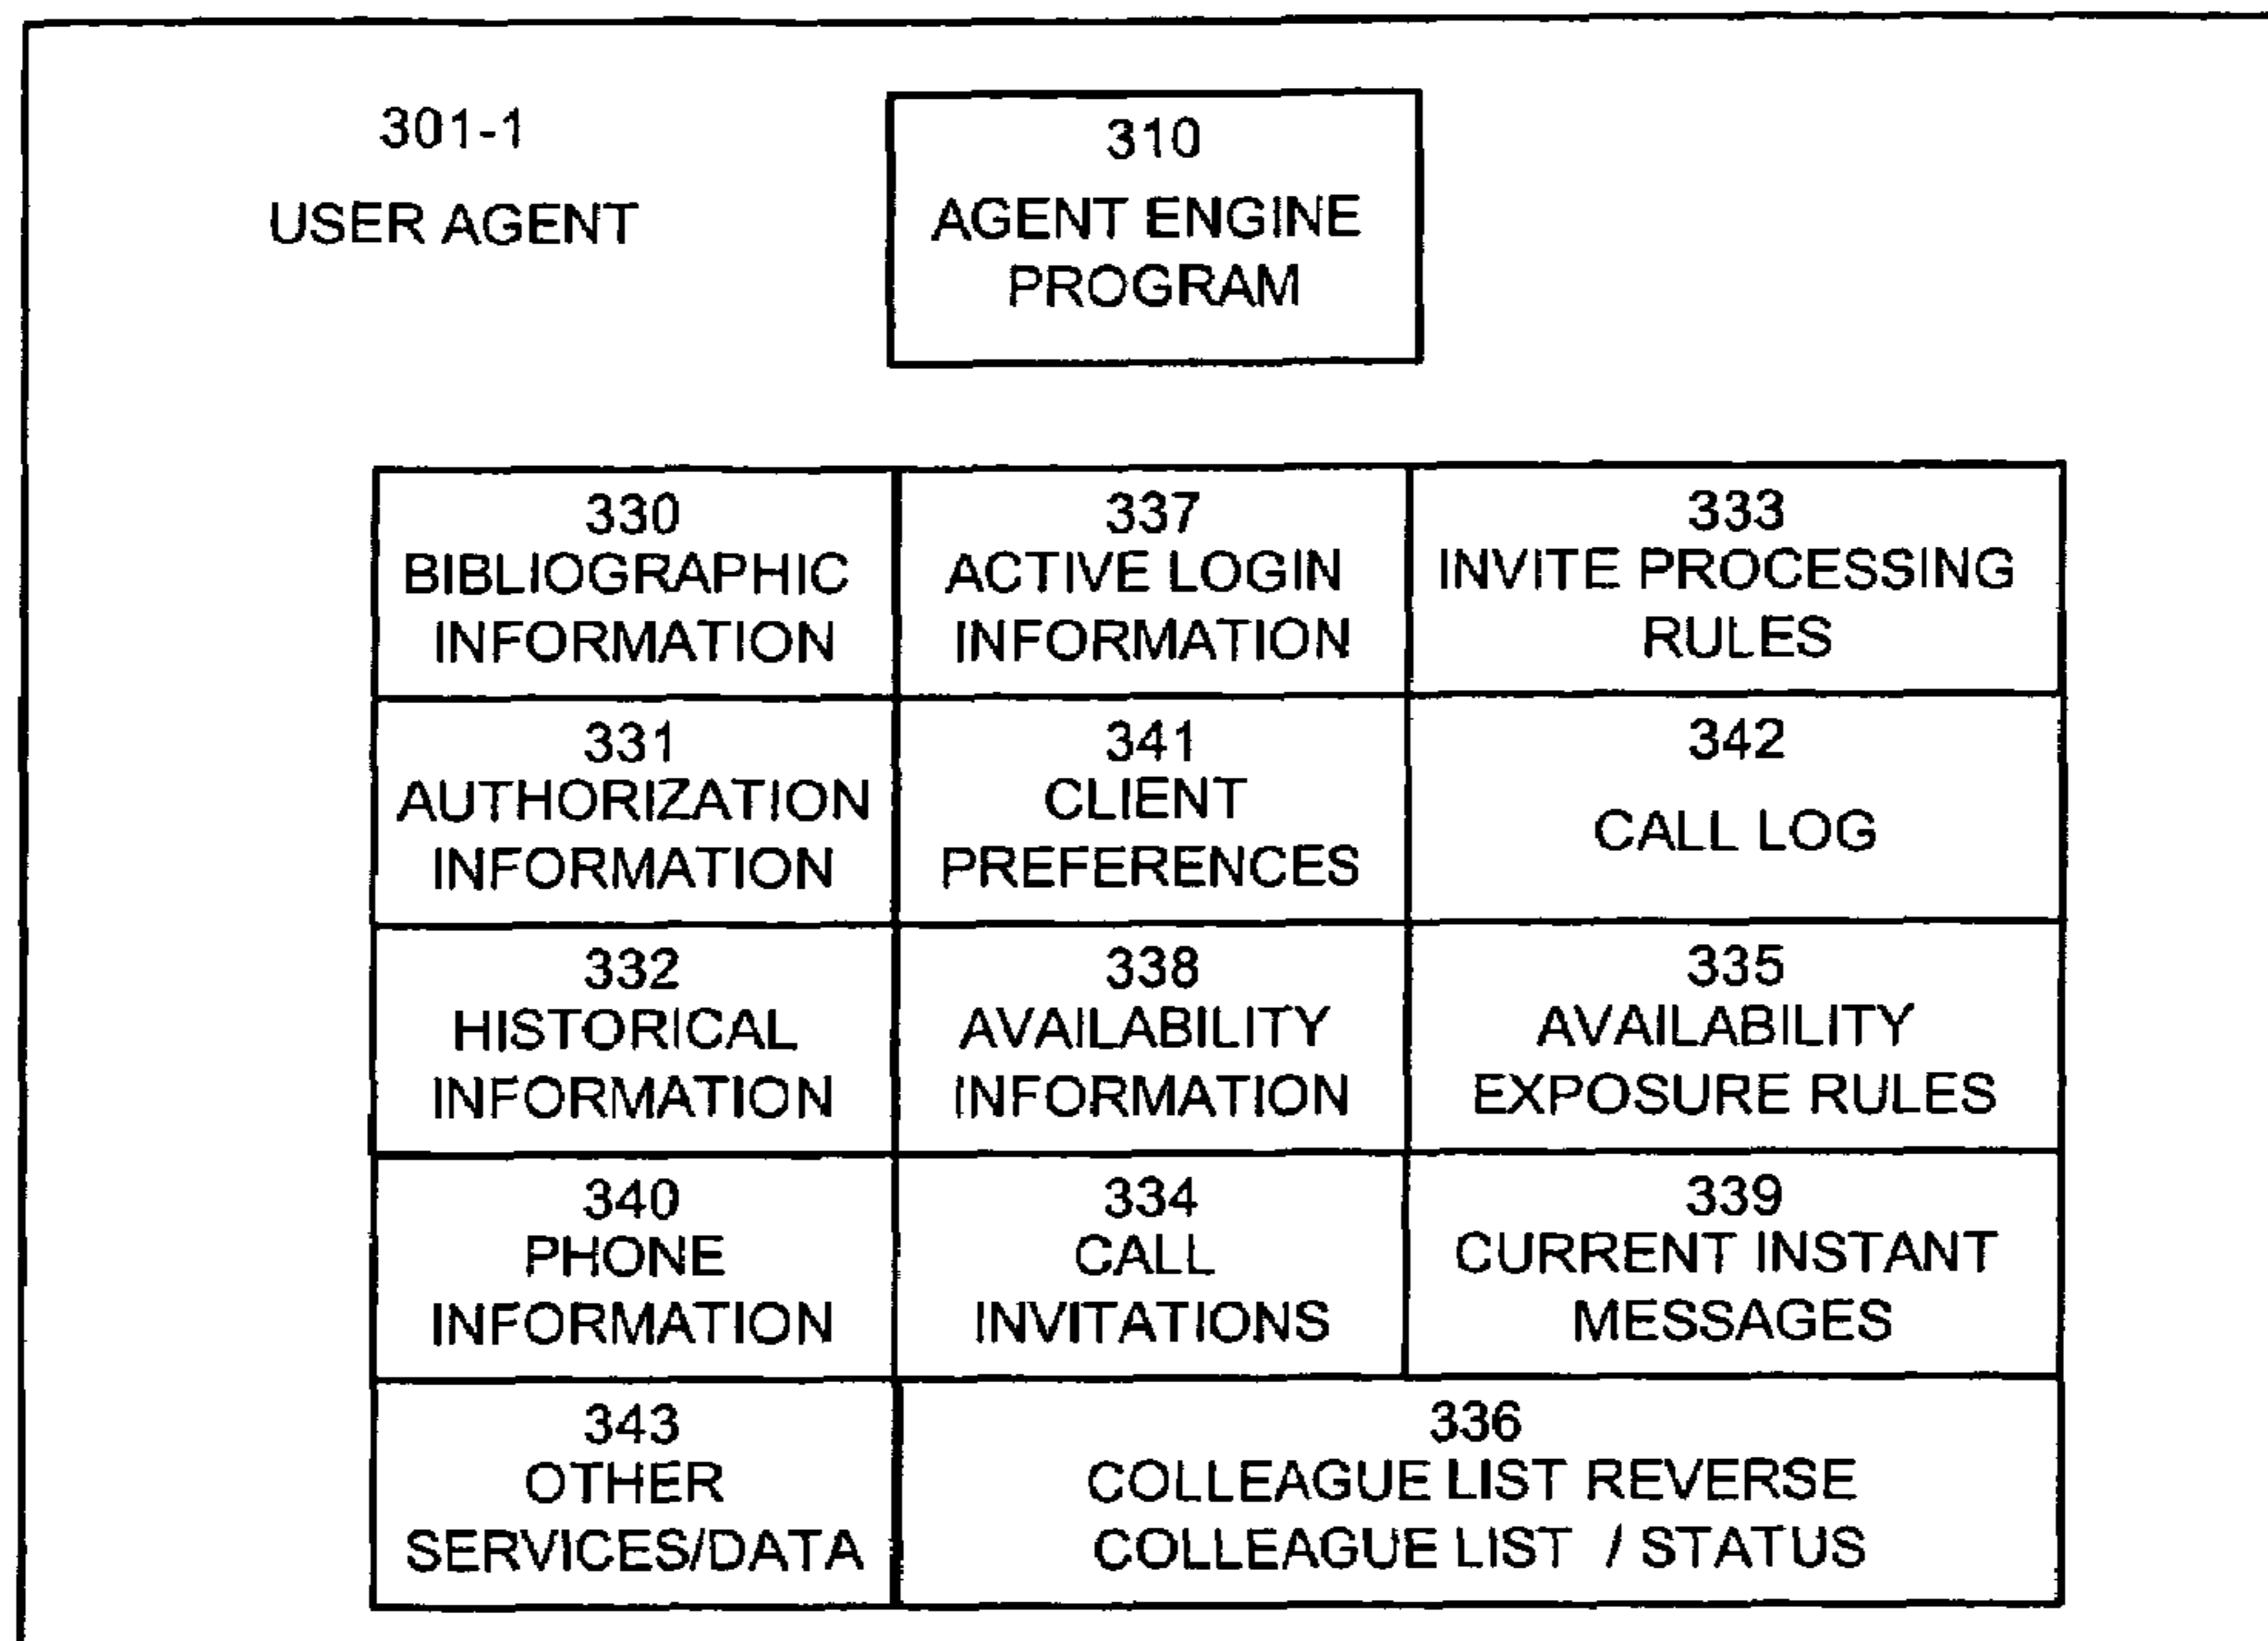 301-1
USER AGENT
310
AGENT ENGINE
PROGRAM
330
BIBLIOGRAPHIC
INFORMATION
337
ACTIVE LOGIN
INFORMATION
333
INVITE PROCESSING
RULES
331
AUTHORIZATION
INFORMATION
341
CLIENT
PREFERENCES
342
CALL LOG
332
HISTORICAL
INFORMATION
338
AVAILABILITY
INFORMATION
335
AVAILABILITY
EXPOSURE RULES
340
PHONE
INFORMATION
334
CALL
INVITATIONS
339
CURRENT INSTANT
MESSAGES
343
OTHER
SERVICES/DATA
336
COLLEAGUE LIST REVERSE
COLLEAGUE LIST / STATUS